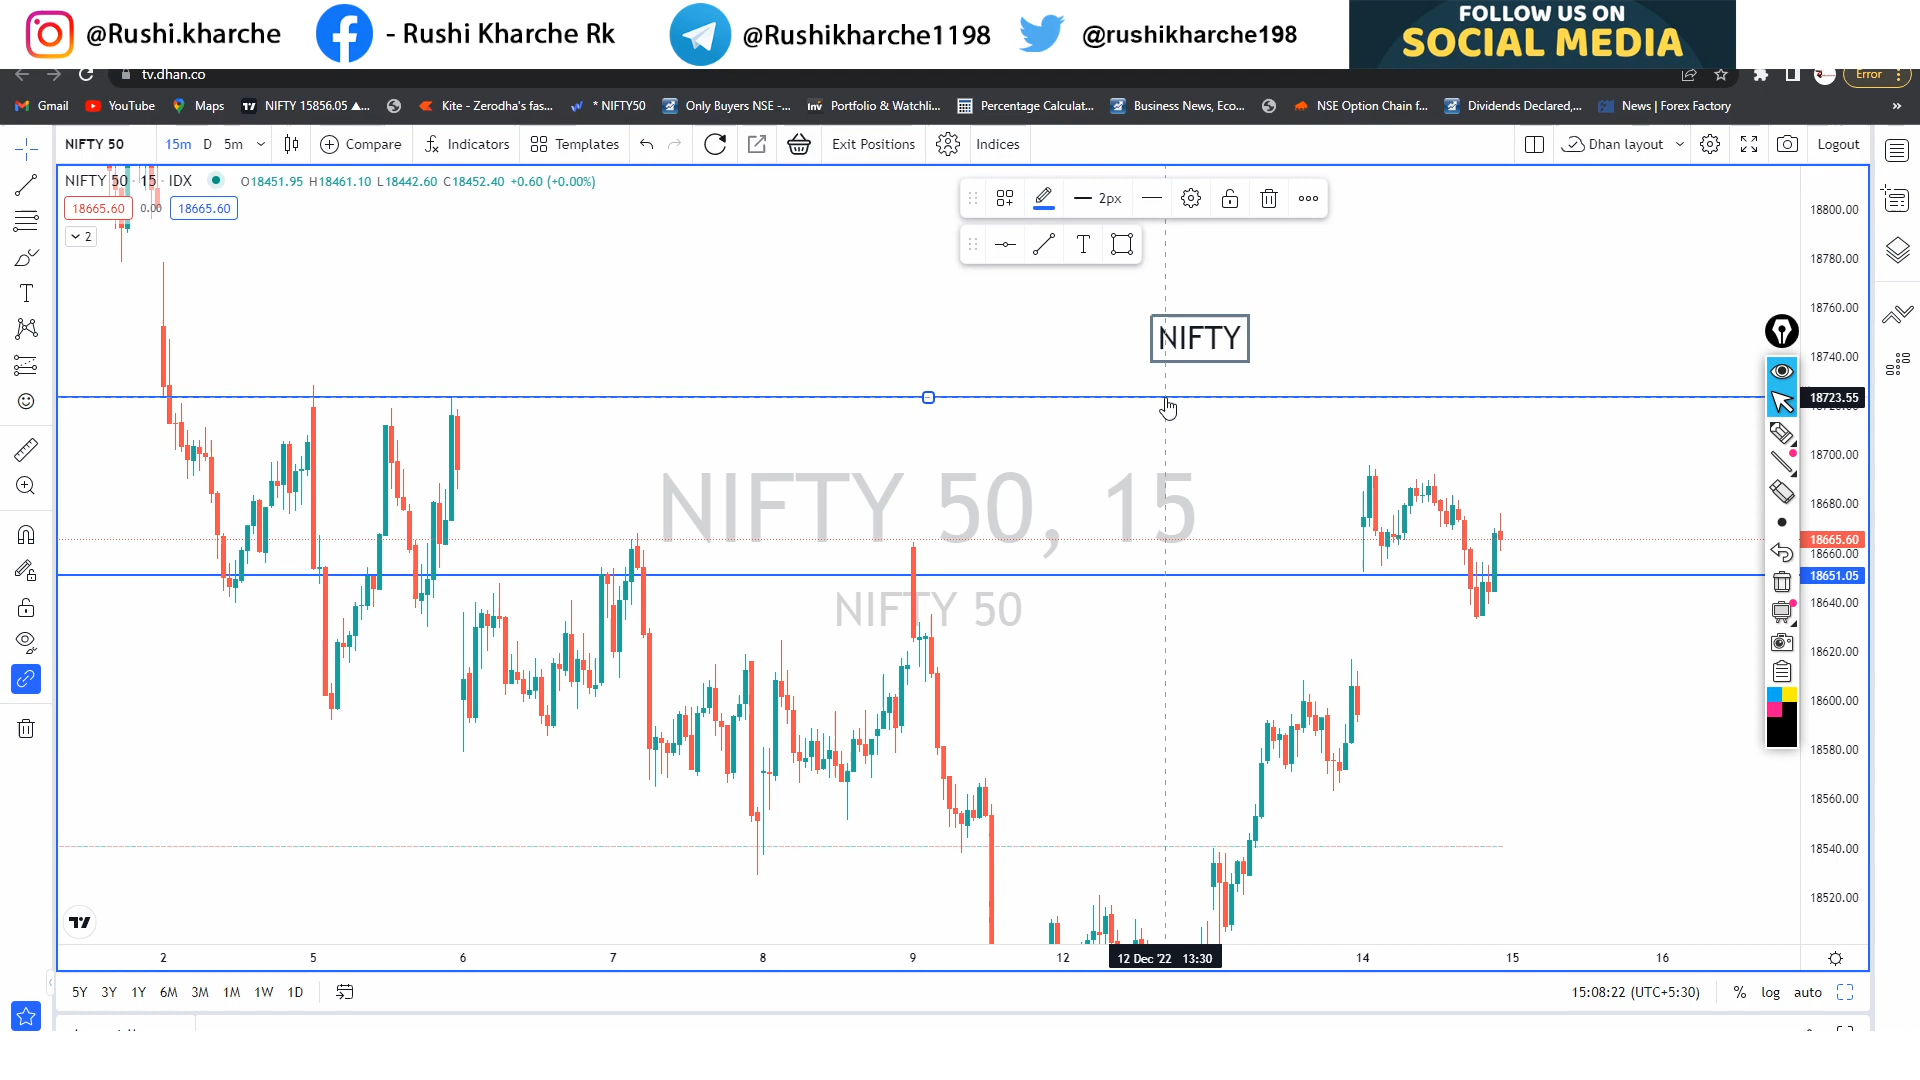 @Rushi.kharche
- Rushi Kharche Rk
@Rushikharche1198
@rushikharche198
FOLLOW US ON
SOCIAL MEDIA
tv.dhan.co
Error
Gmail
YouTube
Maps
NIFTY 15856.05 ▲...
Kite - Zerodha's fas...
* NIFTY50
Only Buyers NSE -...
Portfolio & Watchli...
Percentage Calculat...
Business News, Eco...
NSE Option Chain f...
Dividends Declared,...
News | Forex Factory
»
NIFTY 50
15m
D
5m
Compare
Indicators
Templates
Exit Positions
Indices
Dhan layout
Logout
NIFTY 50 · 15 · IDX
O18451.95 H18461.10 L18442.60 C18452.40 +0.60 (+0.00%)
18665.60
0.00
18665.60
2
2px
NIFTY
NIFTY 50, 15
NIFTY 50
18800.00
18780.00
18760.00
18740.00
18723.55
18700.00
18680.00
18665.60
18660.00
18651.05
18640.00
18620.00
18600.00
18580.00
18560.00
18540.00
18520.00
2
5
6
7
8
9
12
12 Dec '22 13:30
14
15
16
5Y
3Y
1Y
6M
3M
1M
1W
1D
15:08:22 (UTC+5:30)
%
log
auto